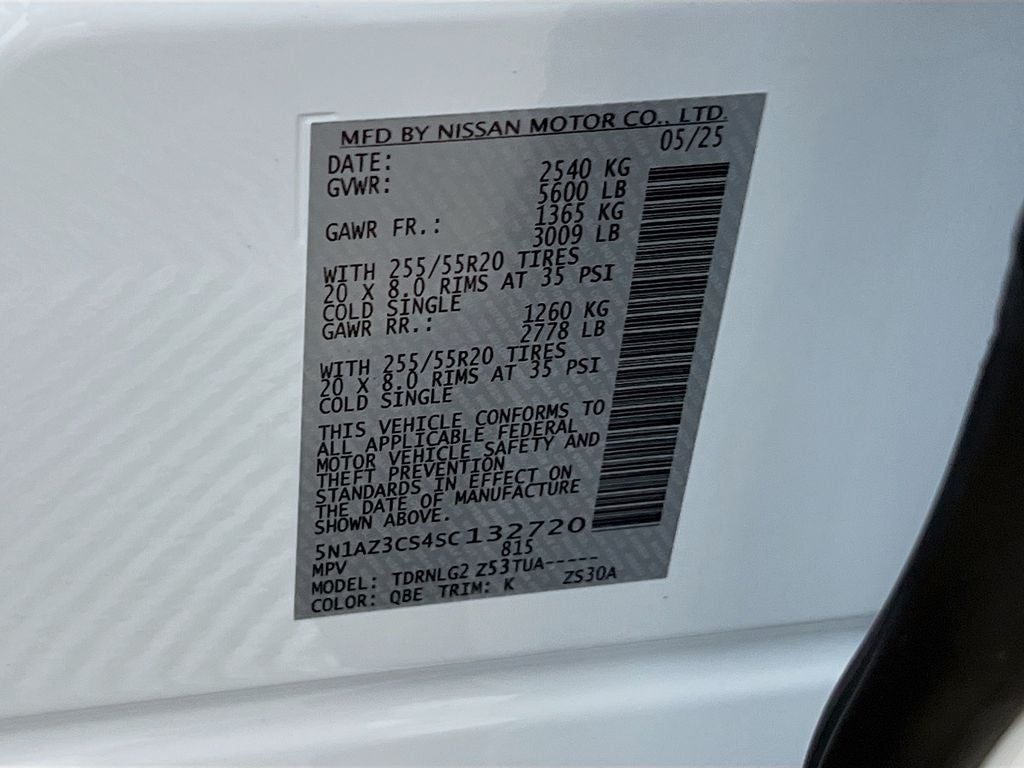 MFD BY NISSAN MOTOR CO., LTD.
DATE: 05/25
GVWR: 2540 KG
5600 LB
GAWR FR.: 1365 KG
3009 LB
WITH 255/55R20 TIRES
20 X 8.0 RIMS AT 35 PSI
COLD SINGLE
GAWR RR.: 1260 KG
2778 LB
WITH 255/55R20 TIRES
20 X 8.0 RIMS AT 35 PSI
COLD SINGLE
THIS VEHICLE CONFORMS TO
ALL APPLICABLE FEDERAL
MOTOR VEHICLE SAFETY AND
THEFT PREVENTION
STANDARDS IN EFFECT ON
THE DATE OF MANUFACTURE
SHOWN ABOVE.
5N1AZ3CS4SC132720
MPV 815
MODEL: TDRNLG2 Z53TUA-----
COLOR: QBE TRIM: K ZS30A